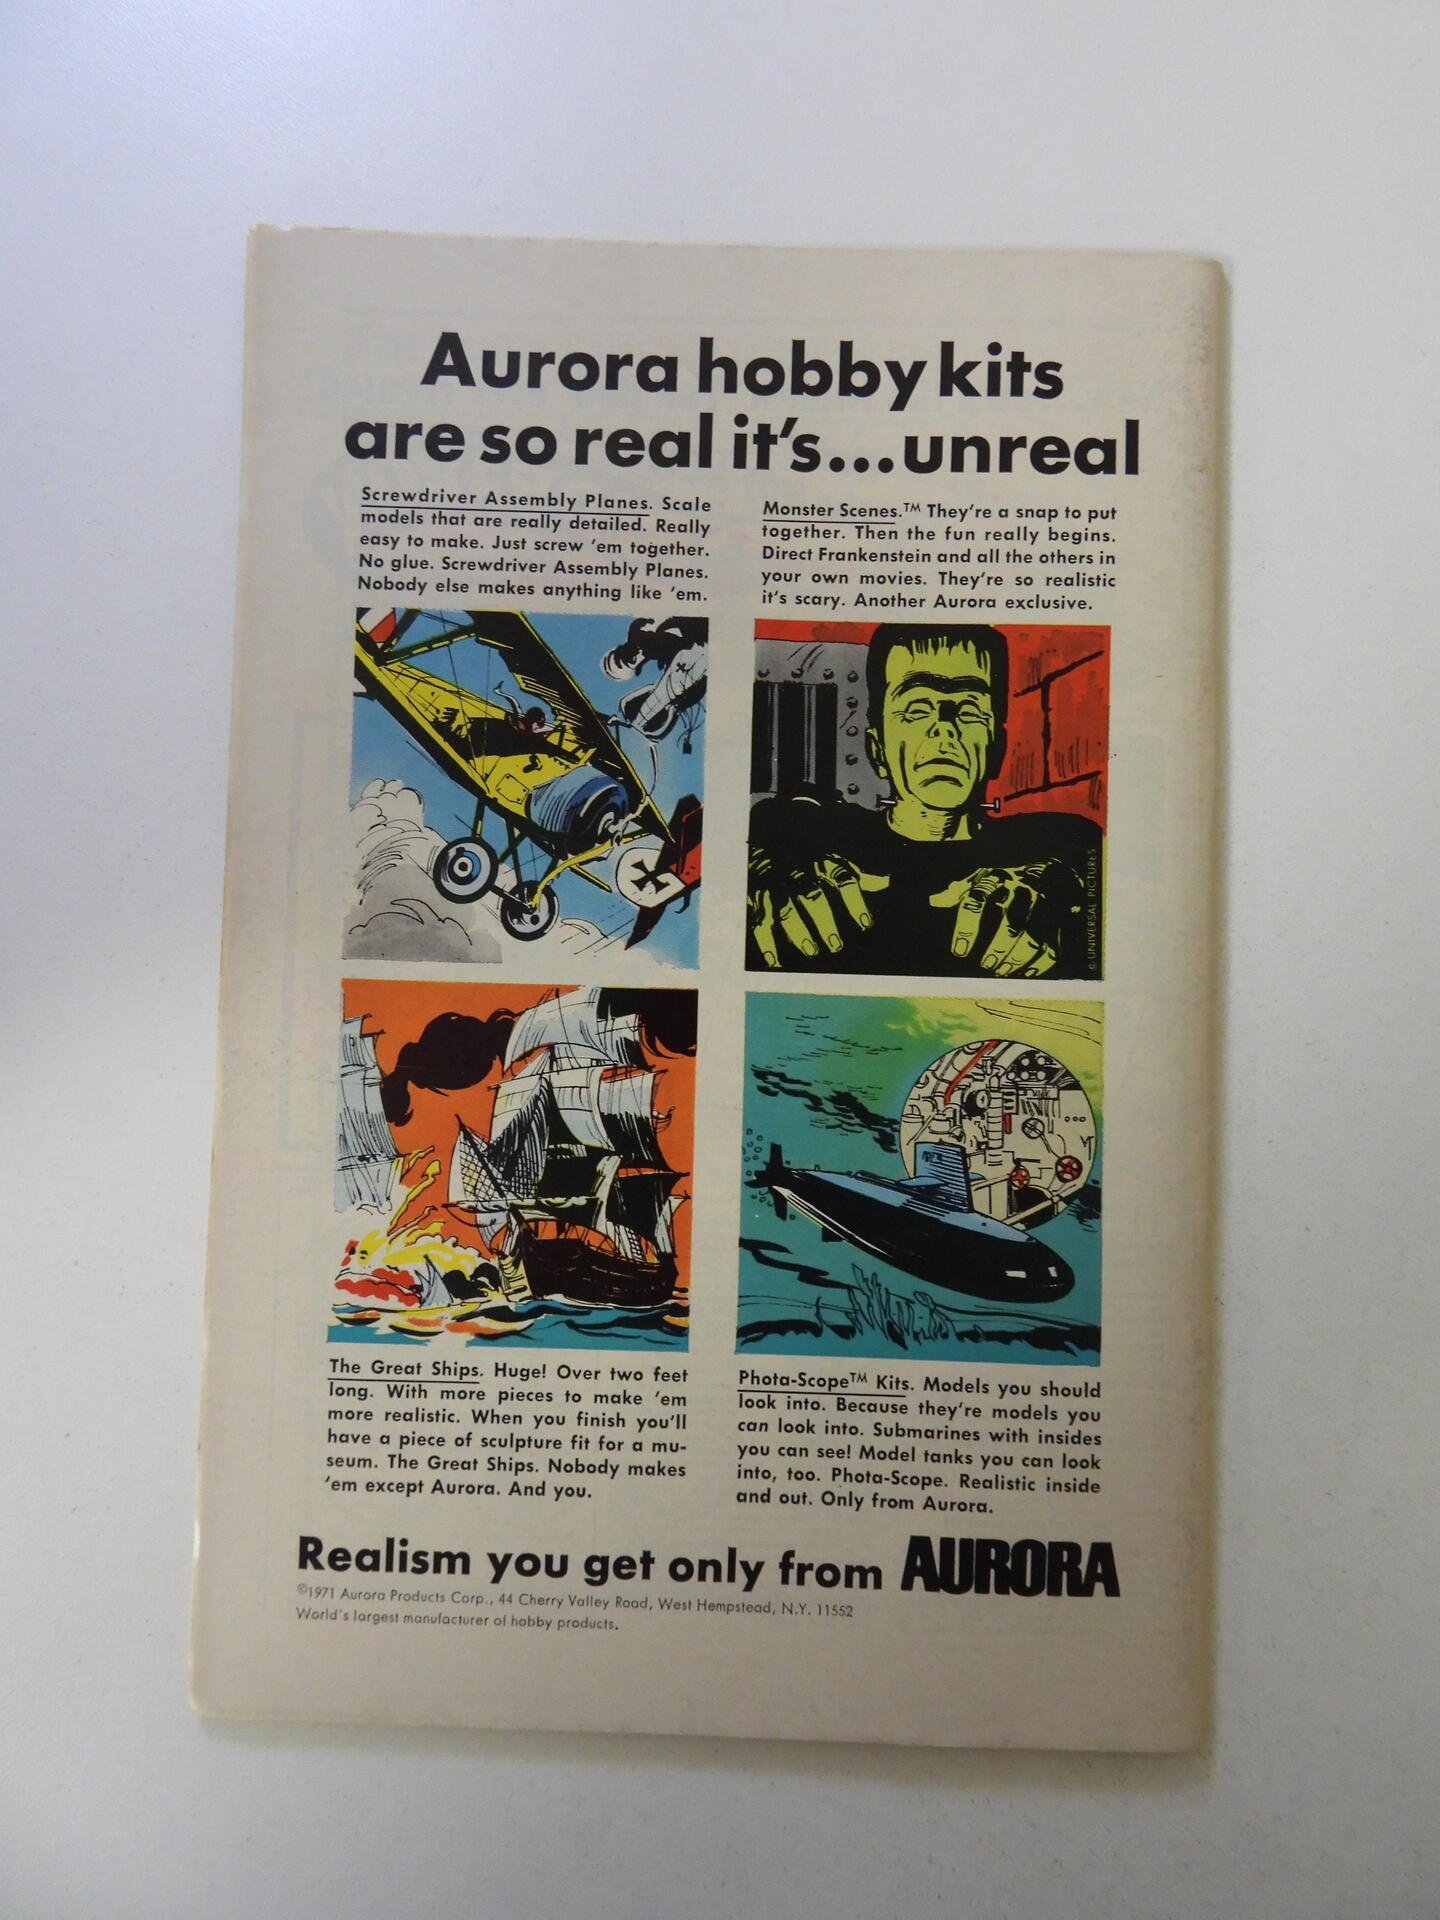 Aurora hobby kits
are so real it's...unreal
Screwdriver Assembly Planes. Scale
models that are really detailed. Really
easy to make. Just screw 'em together.
No glue. Screwdriver Assembly Planes.
Nobody else makes anything like 'em.
Monster Scenes.™ They're a snap to put
together. Then the fun really begins.
Direct Frankenstein and all the others in
your own movies. They're so realistic
it's scary. Another Aurora exclusive.
© UNIVERSAL PICTURES
The Great Ships. Huge! Over two feet
long. With more pieces to make 'em
more realistic. When you finish you'll
have a piece of sculpture fit for a mu-
seum. The Great Ships. Nobody makes
'em except Aurora. And you.
Phota-Scope™ Kits. Models you should
look into. Because they're models you
can look into. Submarines with insides
you can see! Model tanks you can look
into, too. Phota-Scope. Realistic inside
and out. Only from Aurora.
Realism you get only from AURORA
©1971 Aurora Products Corp., 44 Cherry Valley Road, West Hempstead, N.Y. 11552
World's largest manufacturer of hobby products.